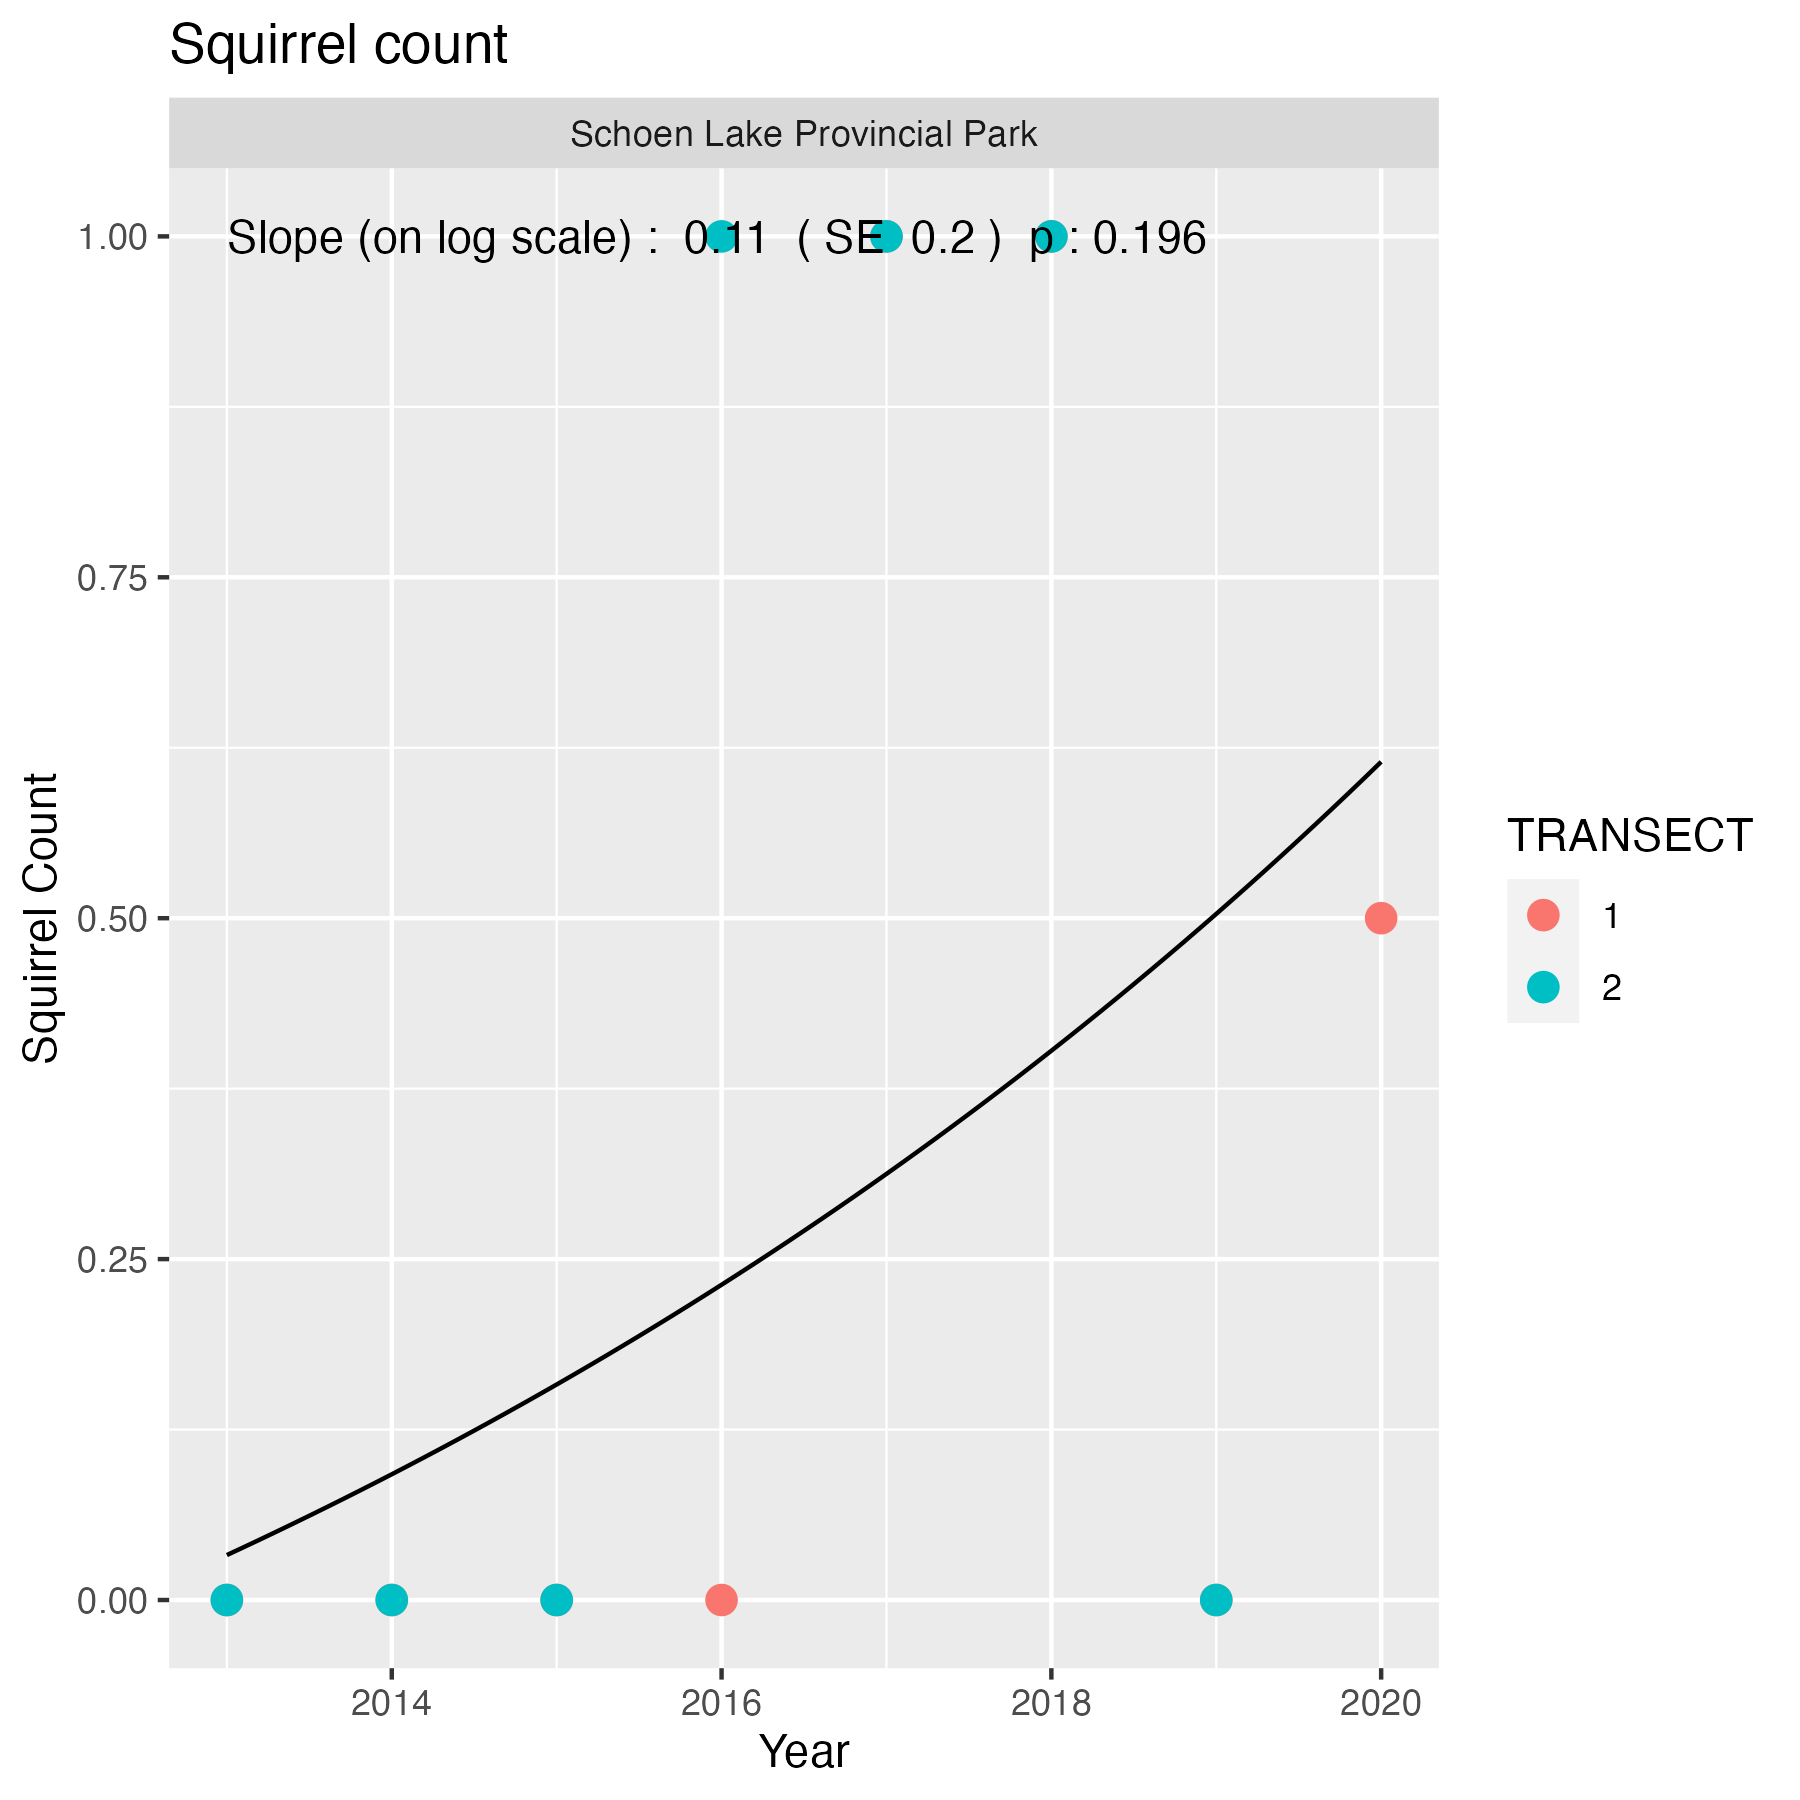 Squirrel count
Schoen Lake Provincial Park
Slope (on log scale) : 0.11 ( SE 0.2 ) p : 0.196
1.00
0.75
0.50
0.25
0.00
Squirrel Count
2014 2016 2018 2020
Year
TRANSECT
1
2